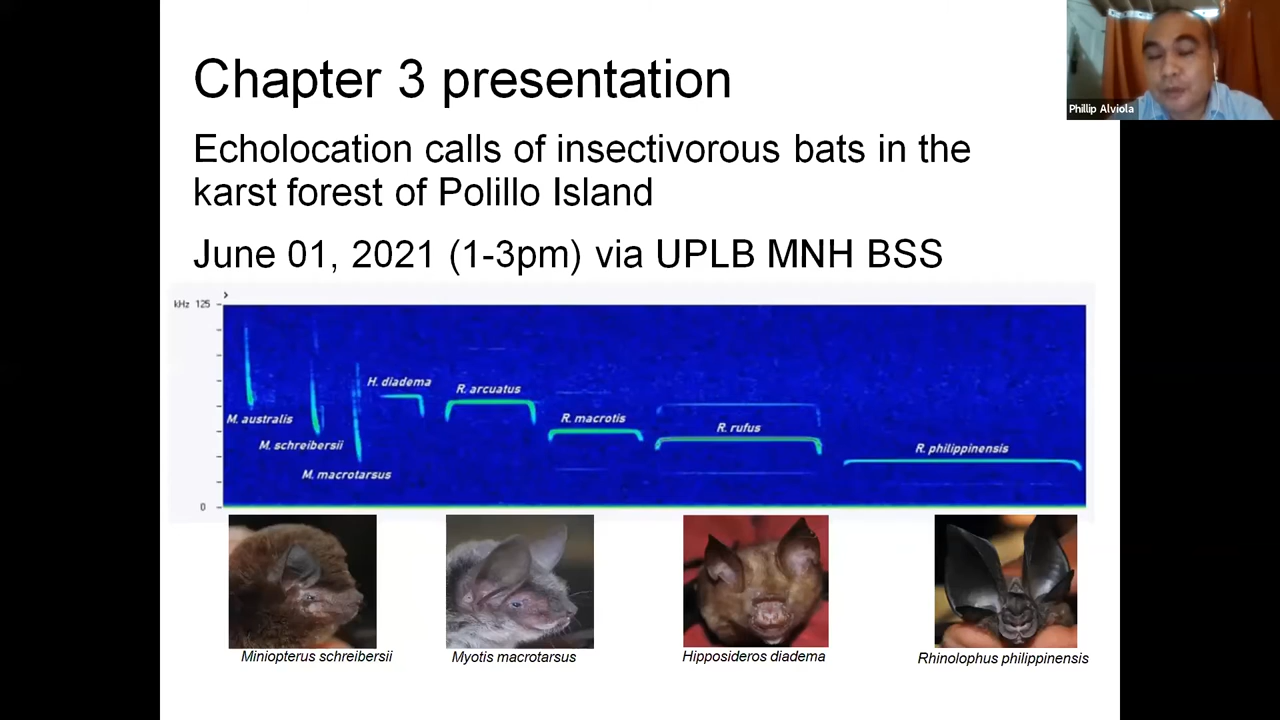 Chapter 3 presentation
Phillip Alviola
Echolocation calls of insectivorous bats in the
karst forest of Polillo Island
June 01, 2021 (1-3pm) via UPLB MNH BSS
kHz 125
H. diadema
R. arcuatus
M. australis
R. macrotis
R. rufus
M. schreibersii
R. philippinensis
M. macrotarsus
0
Miniopterus schreibersii
Myotis macrotarsus
Hipposideros diadema
Rhinolophus philippinensis